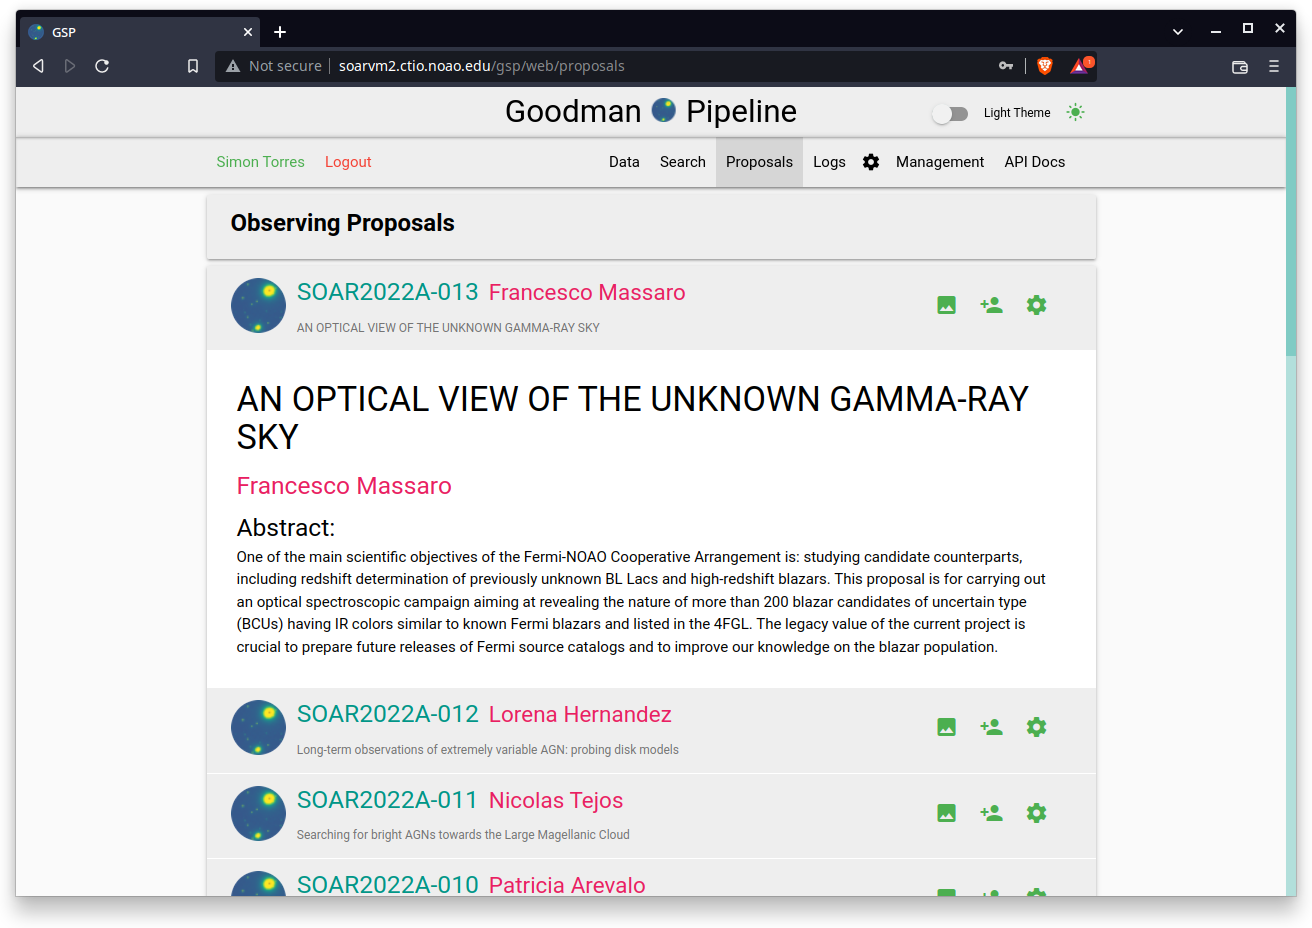 GSP
Not secure soarvm2.ctio.noao.edu/gsp/web/proposals
1
Goodman Pipeline
Light Theme
Simon Torres Logout Data Search Proposals Logs Management API Docs
Observing Proposals
SOAR2022A-013 Francesco Massaro
AN OPTICAL VIEW OF THE UNKNOWN GAMMA-RAY SKY
AN OPTICAL VIEW OF THE UNKNOWN GAMMA-RAY
SKY
Francesco Massaro
Abstract:
One of the main scientific objectives of the Fermi-NOAO Cooperative Arrangement is: studying candidate counterparts,
including redshift determination of previously unknown BL Lacs and high-redshift blazars. This proposal is for carrying out
an optical spectroscopic campaign aiming at revealing the nature of more than 200 blazar candidates of uncertain type
(BCUs) having IR colors similar to known Fermi blazars and listed in the 4FGL. The legacy value of the current project is
crucial to prepare future releases of Fermi source catalogs and to improve our knowledge on the blazar population.
SOAR2022A-012 Lorena Hernandez
Long-term observations of extremely variable AGN: probing disk models
SOAR2022A-011 Nicolas Tejos
Searching for bright AGNs towards the Large Magellanic Cloud
SOAR2022A-010 Patricia Arevalo